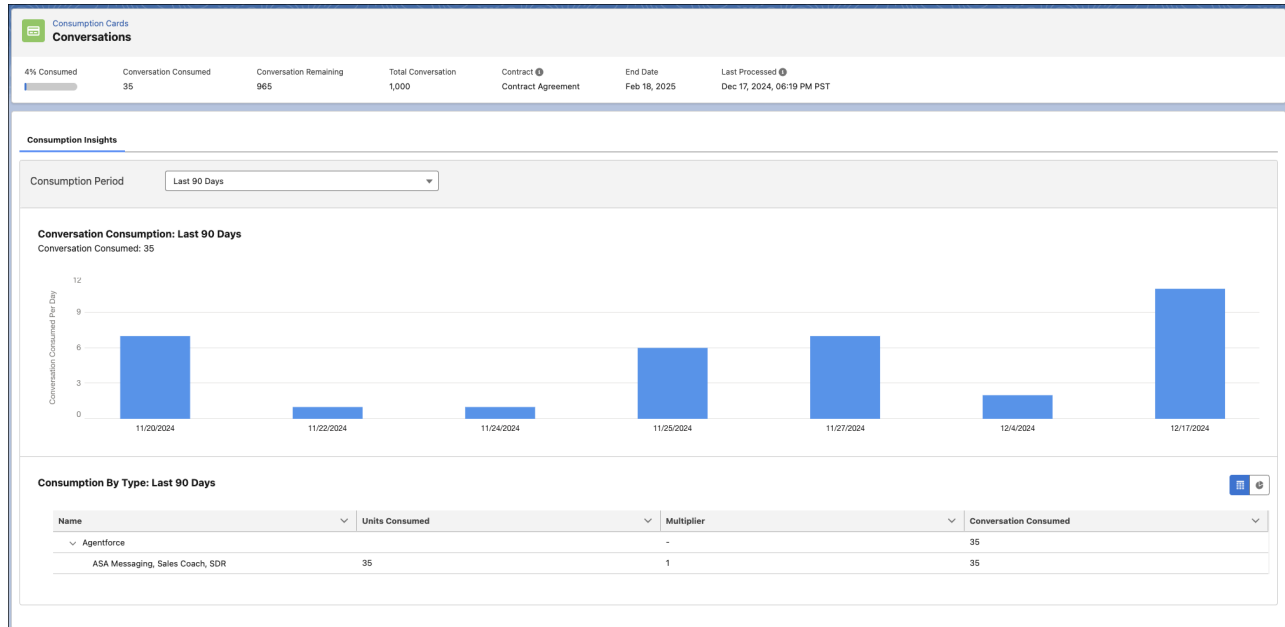 Consumption Cards
Conversations
4% Consumed
Conversation Consumed
35
Conversation Remaining
965
Total Conversation
1,000
Contract
Contract Agreement
End Date
Feb 18, 2025
Last Processed
Dec 17, 2024, 06:19 PM PST
Consumption Insights
Consumption Period
Last 90 Days
Conversation Consumption: Last 90 Days
Conversation Consumed: 35
Conversation Consumed Per Day
12
9
6
3
0
11/20/2024
11/22/2024
11/24/2024
11/25/2024
11/27/2024
12/4/2024
12/17/2024
Consumption By Type: Last 90 Days
Name Units Consumed Multiplier Conversation Consumed
Agentforce - 35
ASA Messaging, Sales Coach, SDR 35 1 35